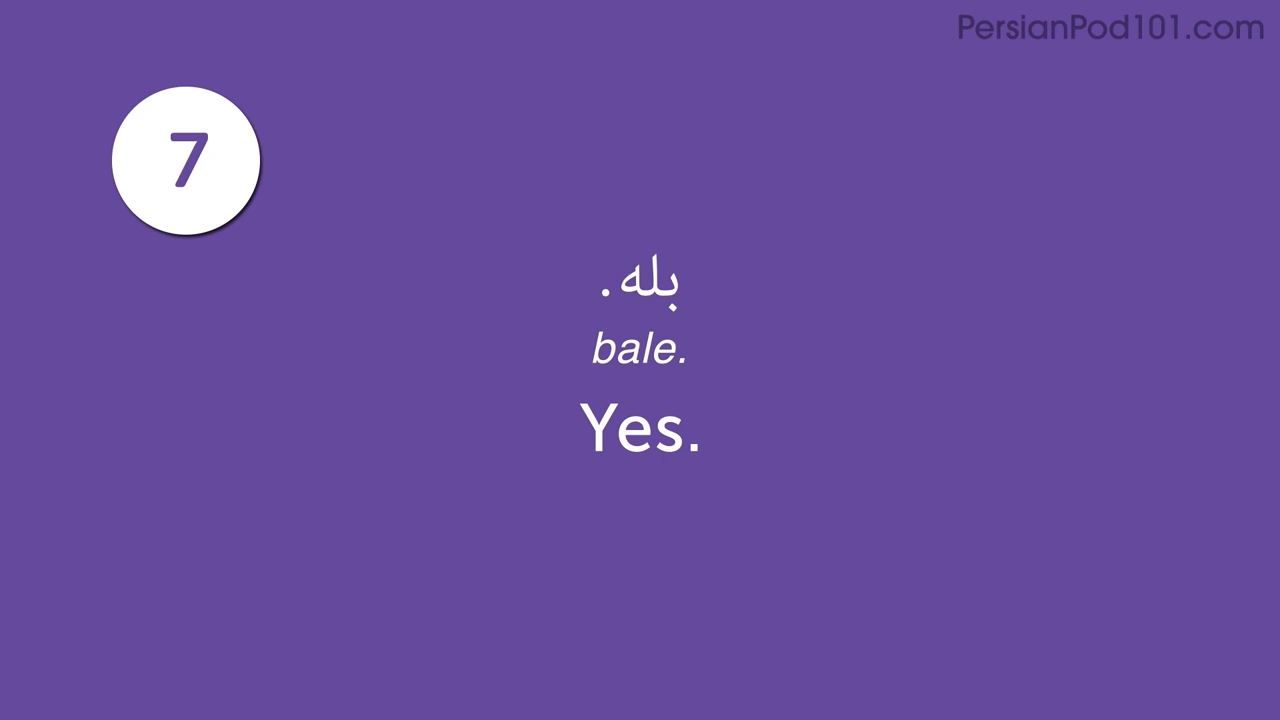 PersianPod101.com
7
بله.
bale.
Yes.